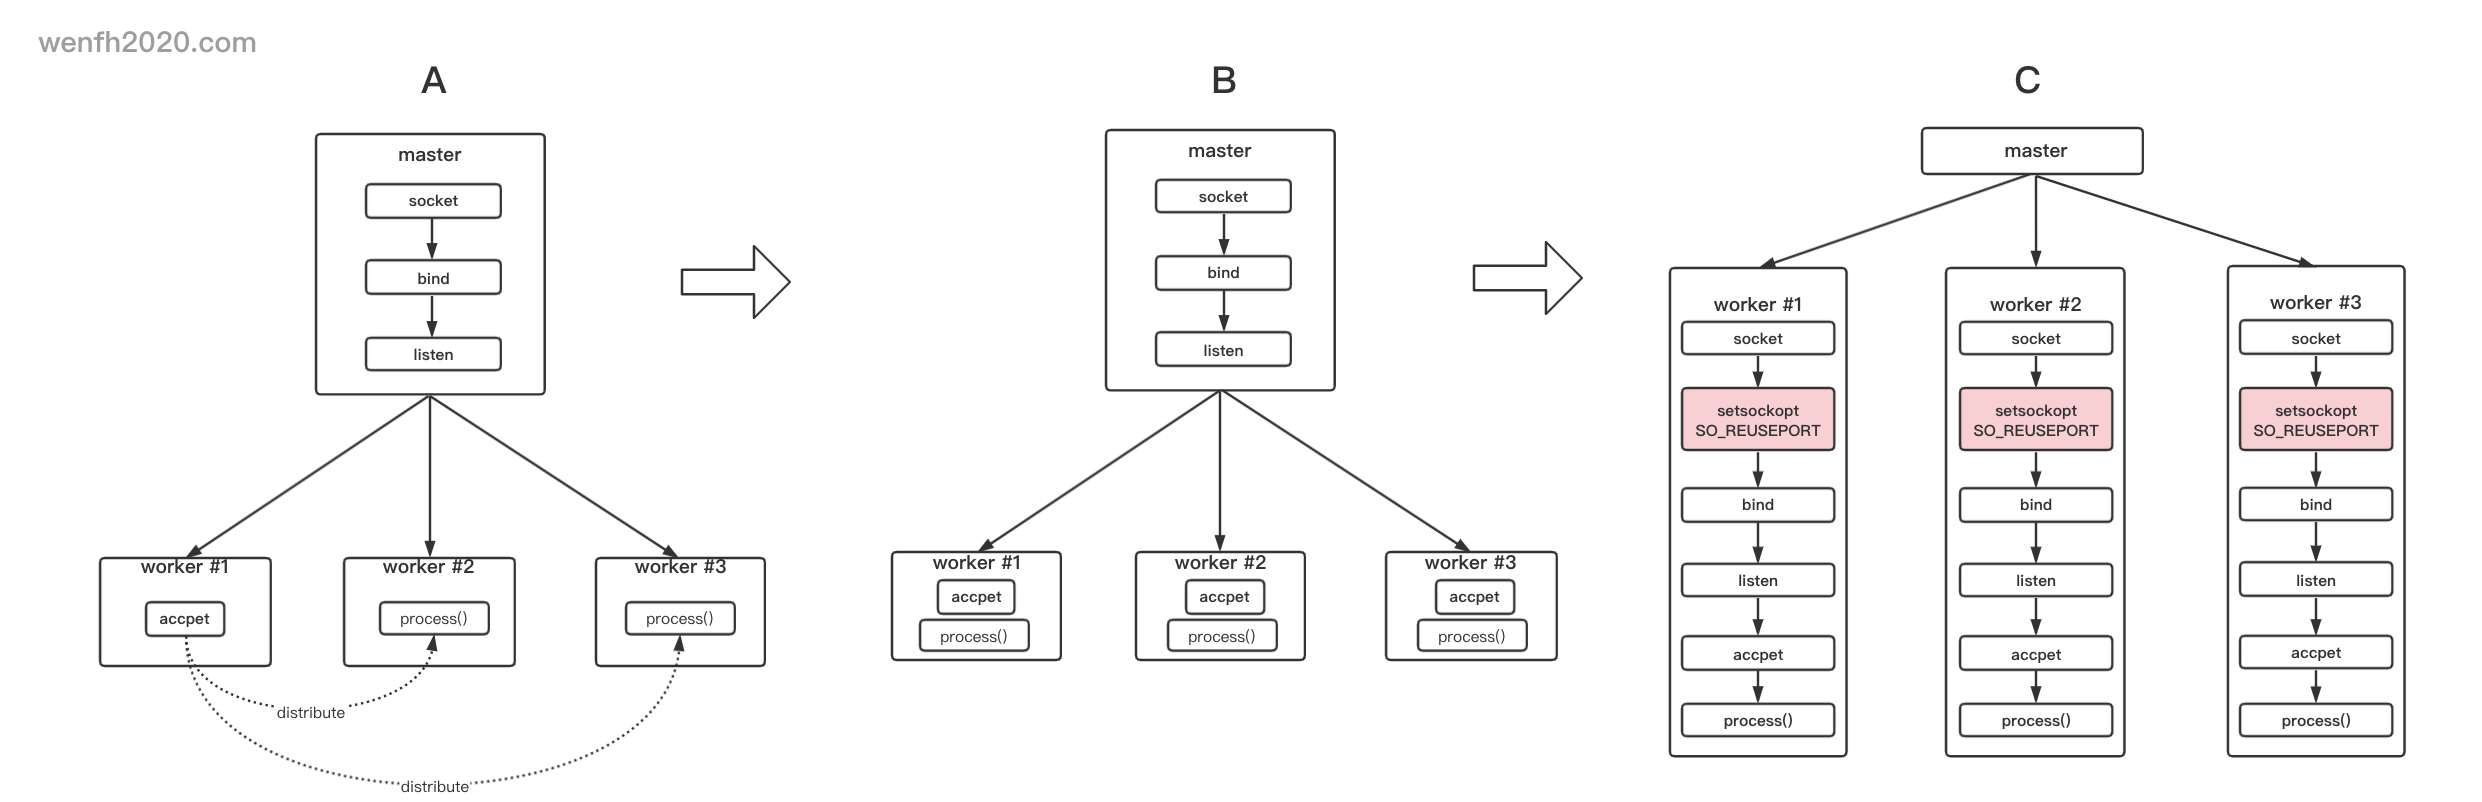 wenfh2020.com
A
master
socket
bind
listen
worker #1
accpet
worker #2
process()
worker #3
process()
distribute
distribute
B
master
socket
bind
listen
worker #1
accpet
process()
worker #2
accpet
process()
worker #3
accpet
process()
C
master
worker #1
socket
setsockopt
SO_REUSEPORT
bind
listen
accpet
process()
worker #2
socket
setsockopt
SO_REUSEPORT
bind
listen
accpet
process()
worker #3
socket
setsockopt
SO_REUSEPORT
bind
listen
accpet
process()